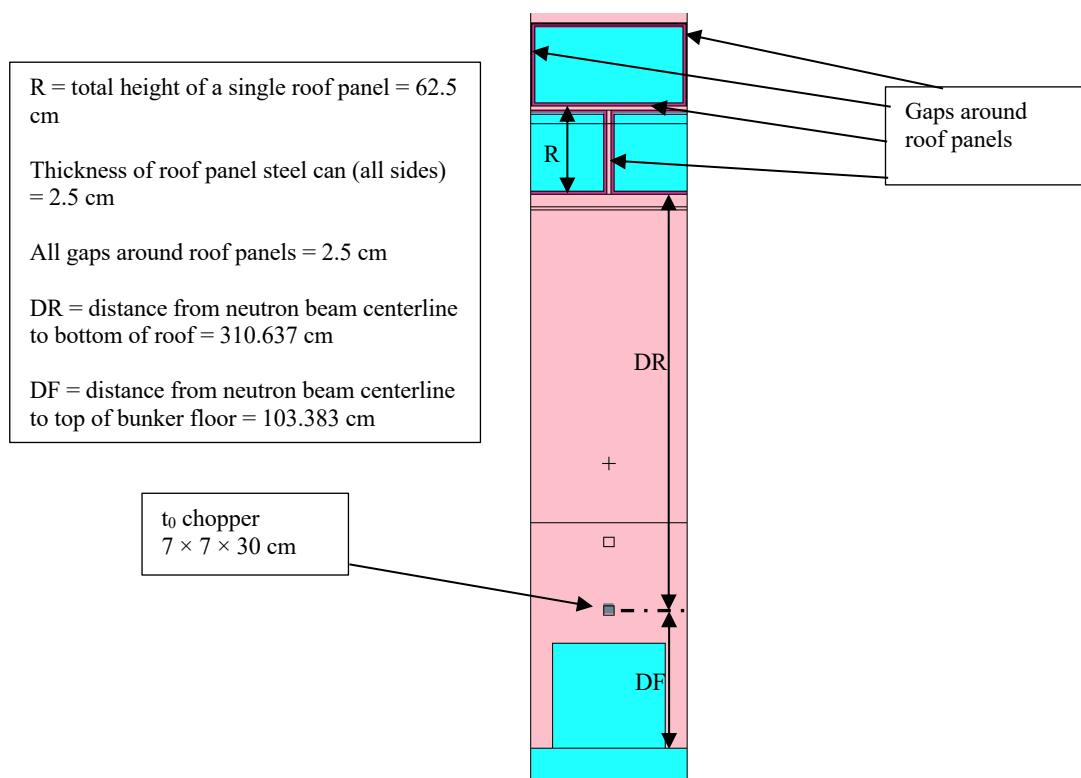 R = total height of a single roof panel = 62.5
cm
Thickness of roof panel steel can (all sides)
= 2.5 cm
All gaps around roof panels = 2.5 cm
DR = distance from neutron beam centerline
to bottom of roof = 310.637 cm
DF = distance from neutron beam centerline
to top of bunker floor = 103.383 cm
Gaps around
roof panels
R
DR
t₀ chopper
7 × 7 × 30 cm
DF